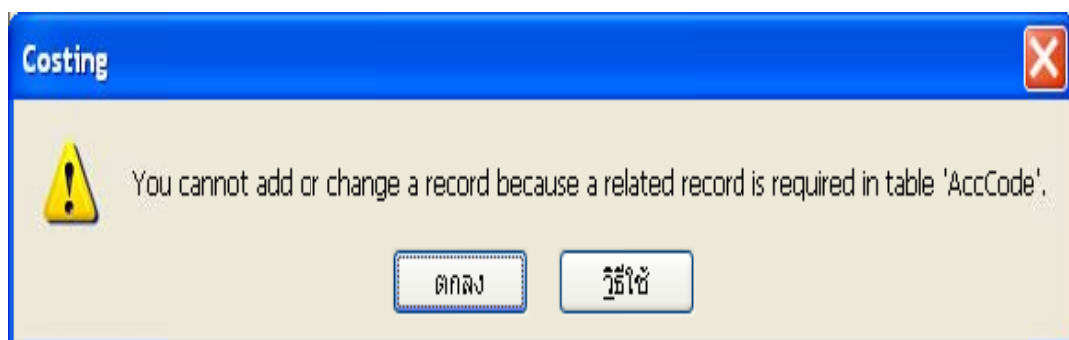 Costing
You cannot add or change a record because a related record is required in table 'AccCode'.
ตกลง
วิธีใช้